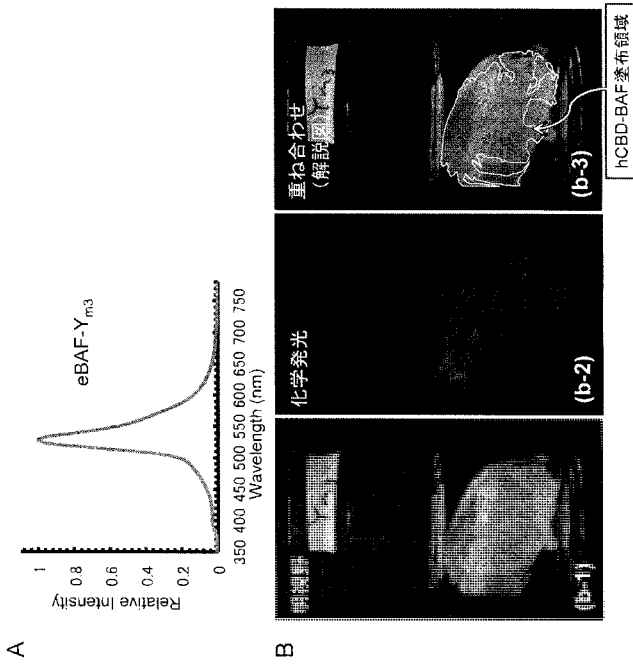 A
1
0.8
0.6
0.4
0.2
0
Relative Intensity
eBAF-Ym3
350 400 450 500 550 600 650 700 750
Wavelength (nm)
B
明視野
Ym3
(b-1)
化学発光
(b-2)
重ね合わせ
(解説図)
Ym3
(b-3)
hCBD-BAF塗布領域